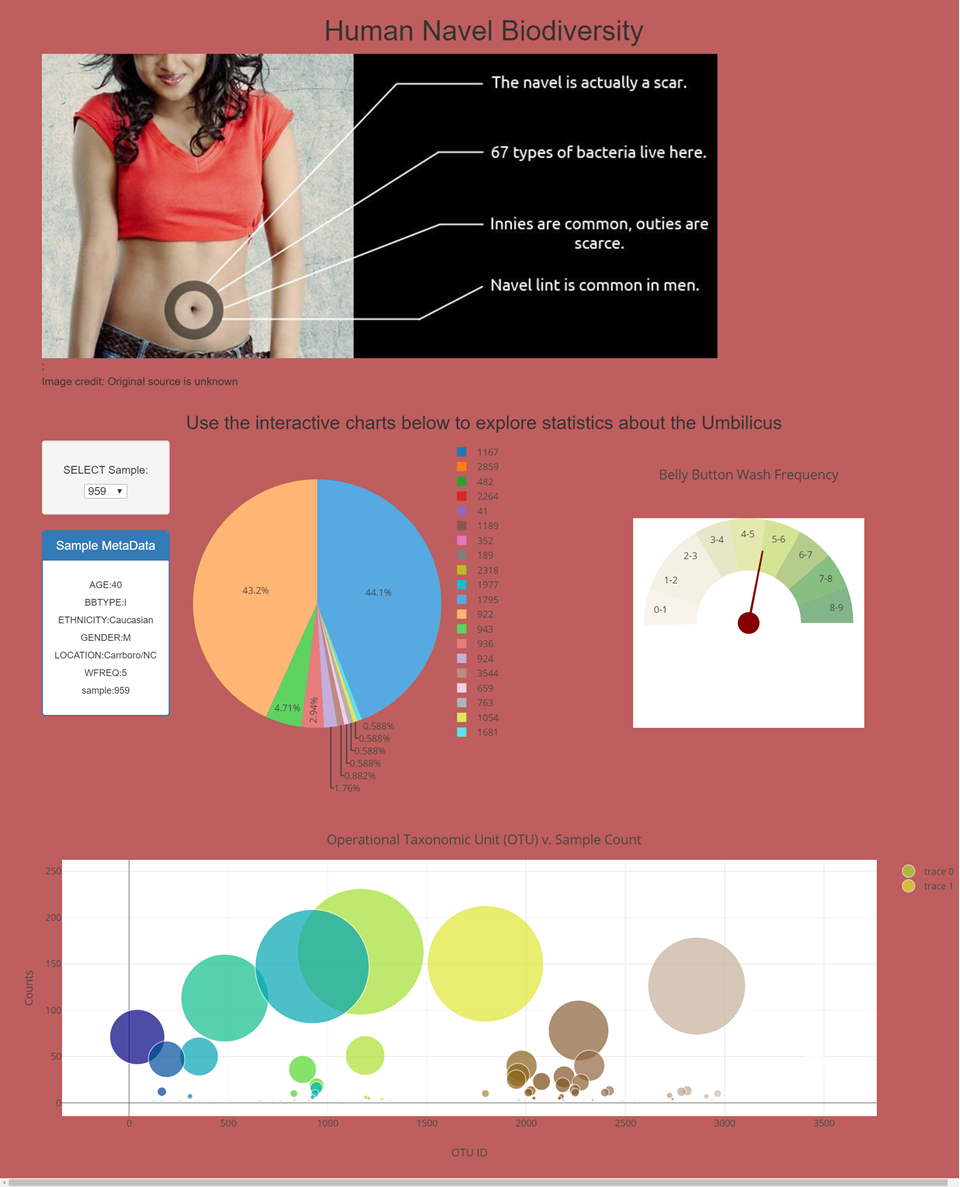 Human Navel Biodiversity
The navel is actually a scar.
67 types of bacteria live here.
Innies are common, outies are
scarce.
Navel lint is common in men.
;
Image credit: Original source is unknown
Use the interactive charts below to explore statistics about the Umbilicus
SELECT Sample:
959
Sample MetaData
AGE:40
BBTYPE:I
ETHNICITY:Caucasian
GENDER:M
LOCATION:Carrboro/NC
WFREQ:5
sample:959
43.2%
44.1%
4.71%
2.94%
0.588%
0.588%
0.588%
0.588%
0.882%
1.76%
1167
2859
482
2264
41
1189
352
189
2318
1977
1795
922
943
936
924
3544
659
763
1054
1681
Belly Button Wash Frequency
0-1
1-2
2-3
3-4
4-5
5-6
6-7
7-8
8-9
Operational Taxonomic Unit (OTU) v. Sample Count
trace 0
trace 1
Counts
250
200
150
100
50
0
0
500
1000
1500
2000
2500
3000
3500
OTU ID